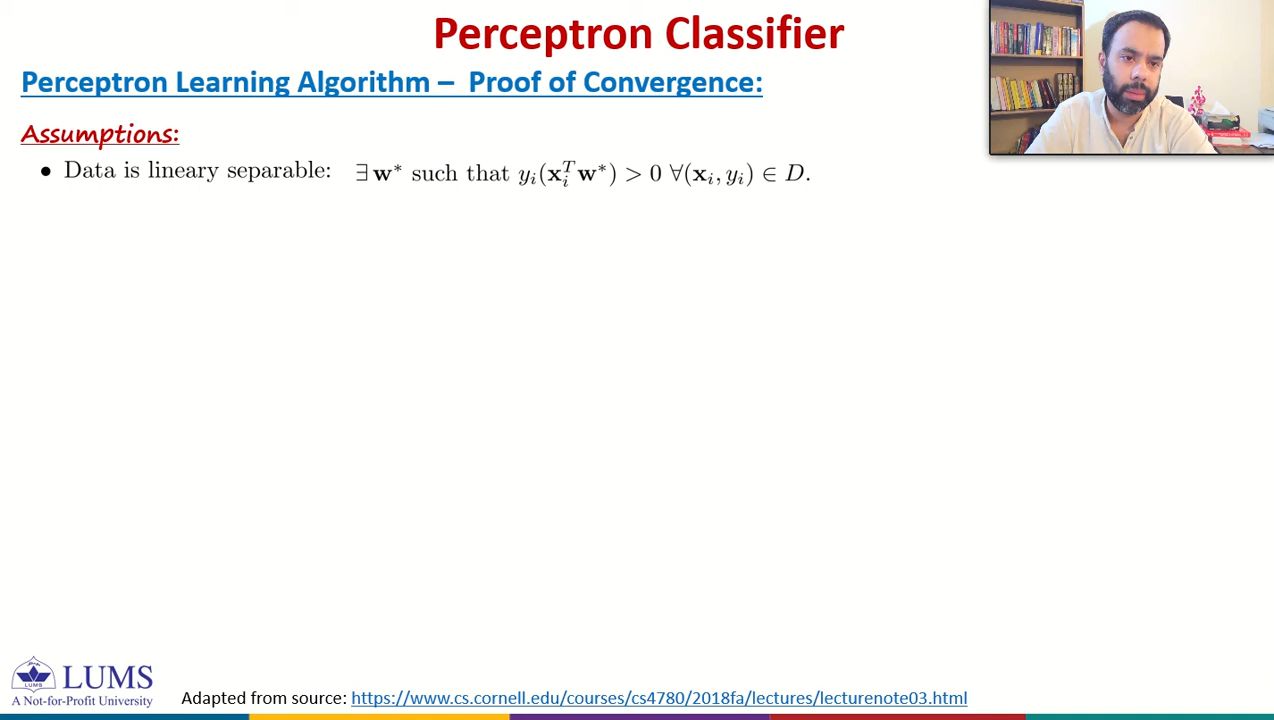 Perceptron Classifier
Perceptron Learning Algorithm – Proof of Convergence:
Assumptions:
• Data is lineary separable: ∃ w* such that yᵢ(xᵢᵀw*) > 0 ∀(xᵢ, yᵢ) ∈ D.
LUMS
LUMS
A Not-for-Profit University
Adapted from source: https://www.cs.cornell.edu/courses/cs4780/2018fa/lectures/lecturenote03.html